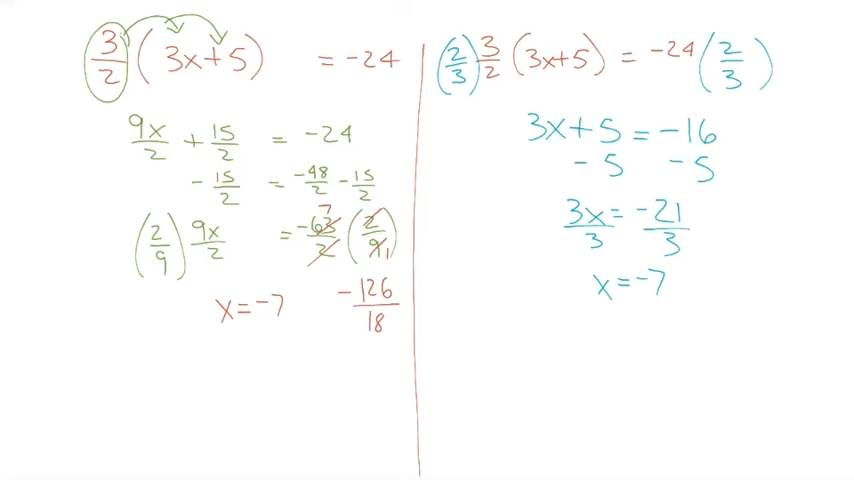 3/2 (3x+5) = -24
9x/2 + 15/2 = -24
- 15/2 = -48/2 - 15/2
(2/9) 9x/2 = -63/2 (2/9) 7 1
x = -7 -126/18
(2/3) 3/2 (3x+5) = -24 (2/3)
3x + 5 = -16
- 5 - 5
3x/3 = -21/3
x = -7